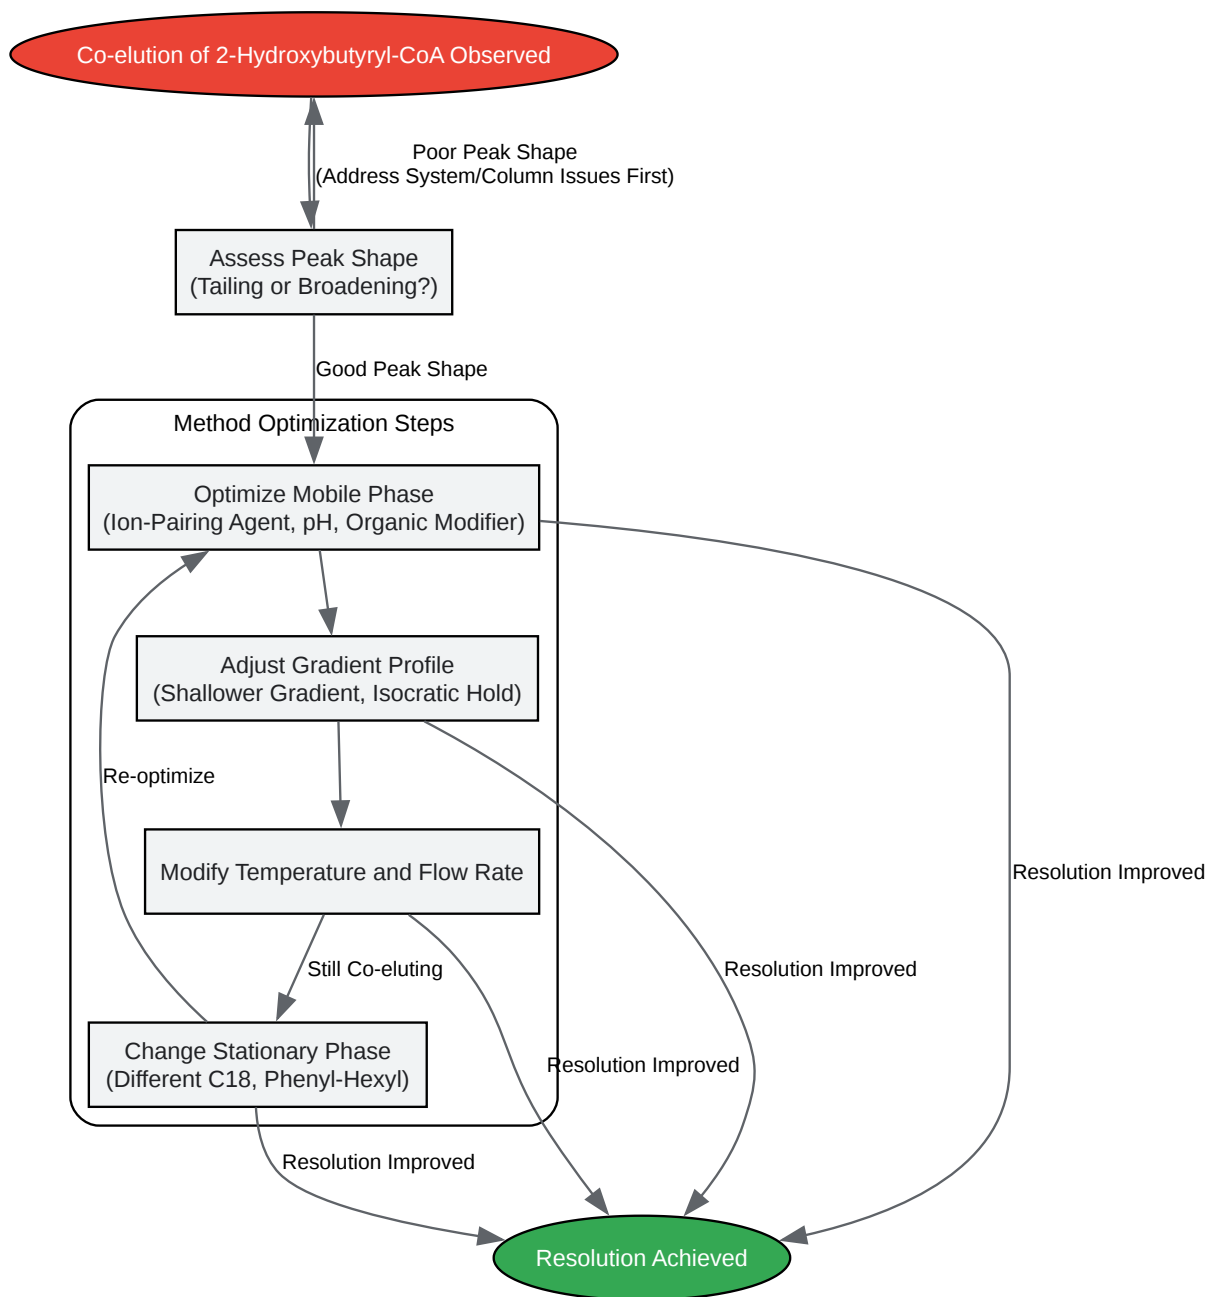 Co-elution of 2-Hydroxybutyryl-CoA Observed
Poor Peak Shape
(Address System/Column Issues First)
Assess Peak Shape
(Tailing or Broadening?)
Good Peak Shape
Method Optimization Steps
Optimize Mobile Phase
(Ion-Pairing Agent, pH, Organic Modifier)
Adjust Gradient Profile
(Shallower Gradient, Isocratic Hold)
Re-optimize
Modify Temperature and Flow Rate
Resolution Improved
Still Co-eluting
Resolution Improved
Change Stationary Phase
(Different C18, Phenyl-Hexyl)
Resolution Improved
Resolution Improved
Resolution Achieved